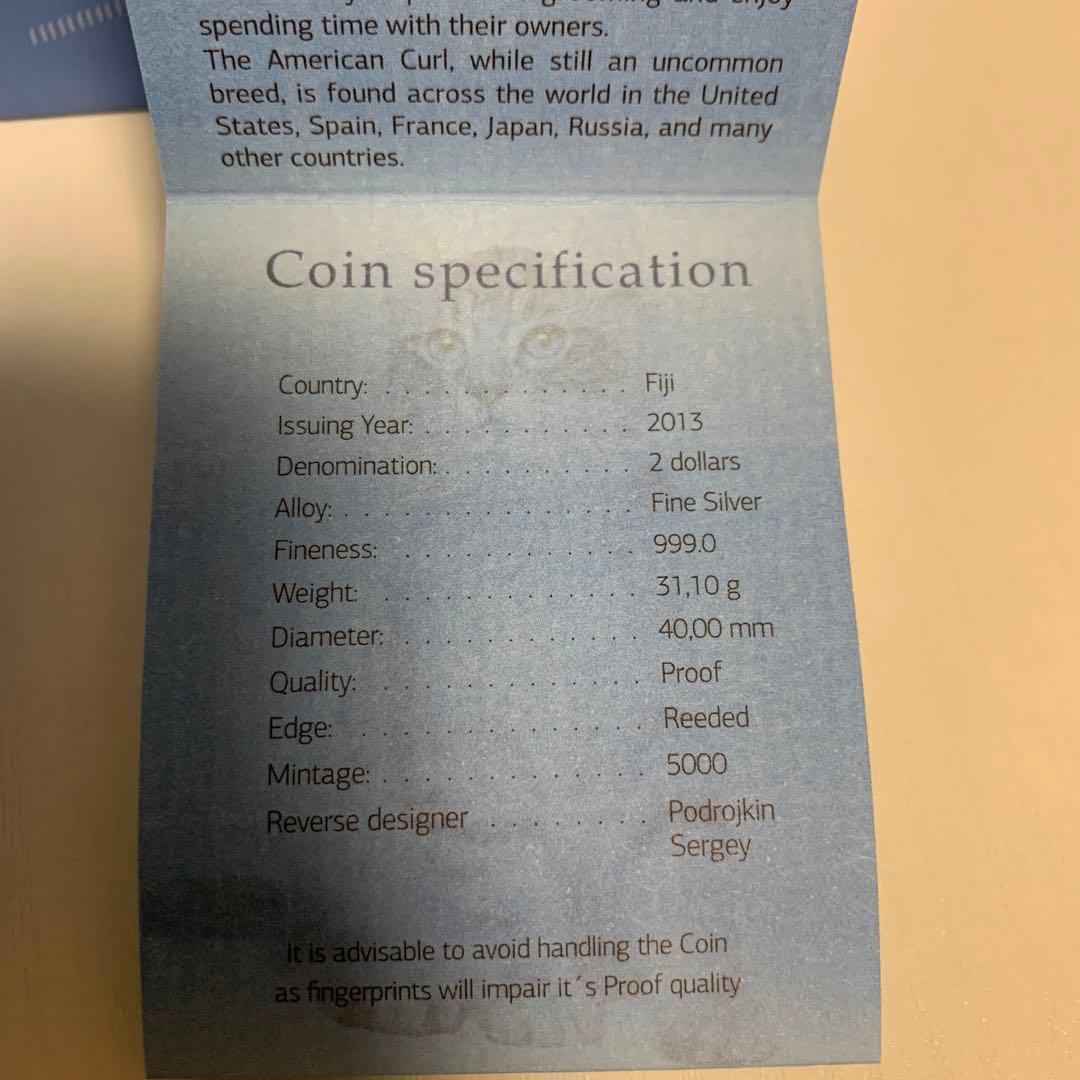 and enjoy
spending time with their owners.
The American Curl, while still an uncommon
breed, is found across the world in the United
States, Spain, France, Japan, Russia, and many
other countries.
Coin specification
Country: . . . . . . . . . . . . . Fiji
Issuing Year: . . . . . . . . . . . 2013
Denomination: . . . . . . . . . . 2 dollars
Alloy: . . . . . . . . . . . . . . . Fine Silver
Fineness: . . . . . . . . . . . . 999.0
Weight: . . . . . . . . . . . . . 31,10 g
Diameter: . . . . . . . . . . . . 40,00 mm
Quality: . . . . . . . . . . . . . Proof
Edge: . . . . . . . . . . . . . . Reeded
Mintage: . . . . . . . . . . . . . 5000
Reverse designer . . . . . . . . Podrojkin
Sergey
It is advisable to avoid handling the Coin
as fingerprints will impair it´s Proof quality